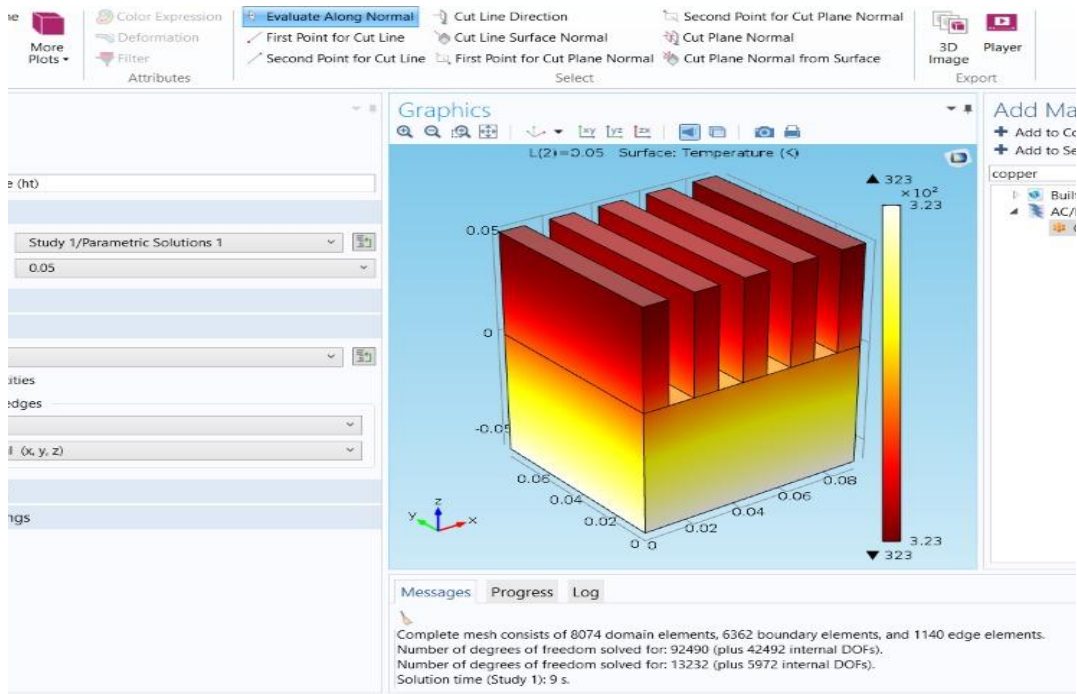 More
Plots
Color Expression
Deformation
Filter
Attributes
Evaluate Along Normal
First Point for Cut Line
Second Point for Cut Line
Cut Line Direction
Cut Line Surface Normal
First Point for Cut Plane Normal
Select
Second Point for Cut Plane Normal
Cut Plane Normal
Cut Plane Normal from Surface
3D
Image
Player
Export
e (ht)
Study 1/Parametric Solutions 1
0.05
ities
edges
(x, y, z)
ngs
Graphics
xy yz zx
L(2)=0.05 Surface: Temperature (K)
▲ 323
×10²
3.23
0.05
0
-0.05
0.06
0.04
0.02
0
0
0.02
0.04
0.06
0.08
z
y
x
3.23
▼ 323
Add Ma
Add to Co
Add to Se
copper
Buil
AC/
Messages Progress Log
Complete mesh consists of 8074 domain elements, 6362 boundary elements, and 1140 edge elements.
Number of degrees of freedom solved for: 92490 (plus 42492 internal DOFs).
Number of degrees of freedom solved for: 13232 (plus 5972 internal DOFs).
Solution time (Study 1): 9 s.